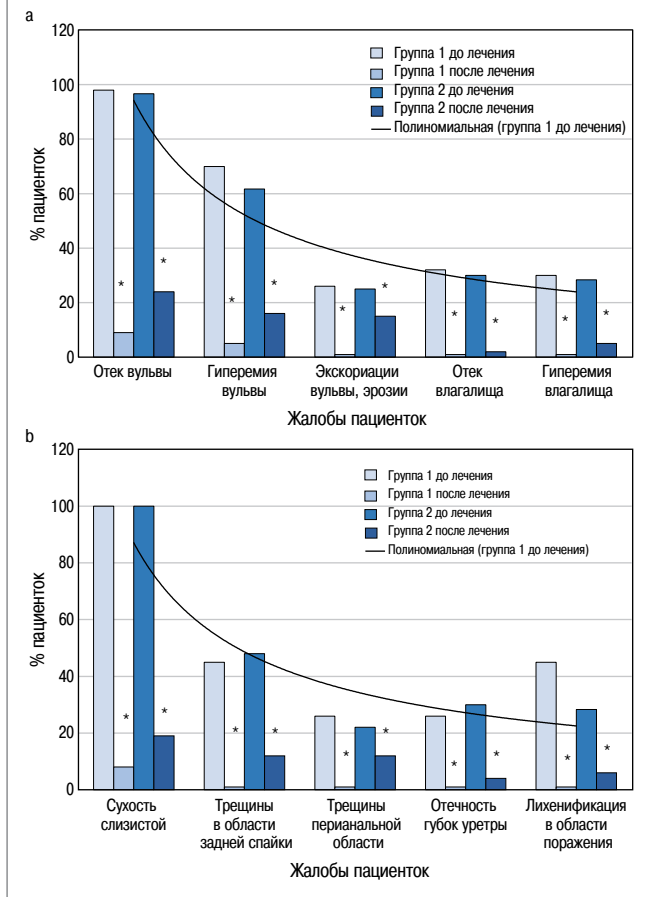 a
120
100
80
60
40
20
0
% пациенток
Группа 1 до лечения
Группа 1 после лечения
Группа 2 до лечения
Группа 2 после лечения
Полиномиальная (группа 1 до лечения)
* * * * * * * * * *
Отек вульвы
Гиперемия
вульвы
Экскориации
вульвы, эрозии
Отек
влагалища
Гиперемия
влагалища
Жалобы пациенток
b
120
100
80
60
40
20
0
% пациенток
Группа 1 до лечения
Группа 1 после лечения
Группа 2 до лечения
Группа 2 после лечения
Полиномиальная (группа 1 до лечения)
* * * * * * * * * *
Сухость
слизистой
Трещины
в области
задней спайки
Трещины
перианальной
области
Отечность
губок уретры
Лихенификация
в области
поражения
Жалобы пациенток